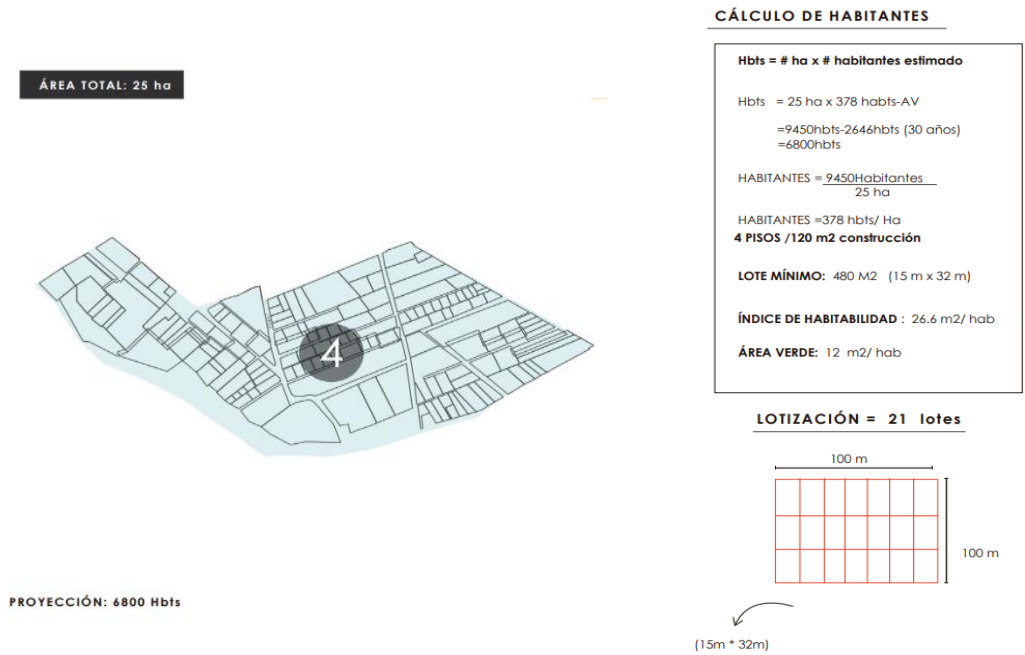 CÁLCULO DE HABITANTES
ÁREA TOTAL: 25 ha
Hbts = # ha x # habitantes estimado
Hbts = 25 ha x 378 habts-AV
=9450hbts-2646hbts (30 años)
=6800hbts
HABITANTES = 9450Habitantes
25 ha
HABITANTES =378 hbts/ Ha
4 PISOS /120 m2 construcción
LOTE MÍNIMO: 480 M2 (15 m x 32 m)
ÍNDICE DE HABITABILIDAD : 26.6 m2/ hab
ÁREA VERDE: 12 m2/ hab
4
LOTIZACIÓN = 21 lotes
100 m
100 m
PROYECCIÓN: 6800 Hbts
(15m * 32m)